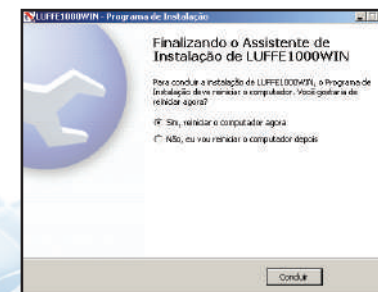 LUFFE1000WIN - Programa de Instalação
Finalizando o Assistente de
Instalação de LUFFE1000WIN
Para concluir a instalação de LUFFE1000WIN, o Programa de
Instalação deve reiniciar o computador. Você gostaria de
reiniciar agora?
Sim, reiniciar o computador agora
Não, eu vou reiniciar o computador depois
Concluir